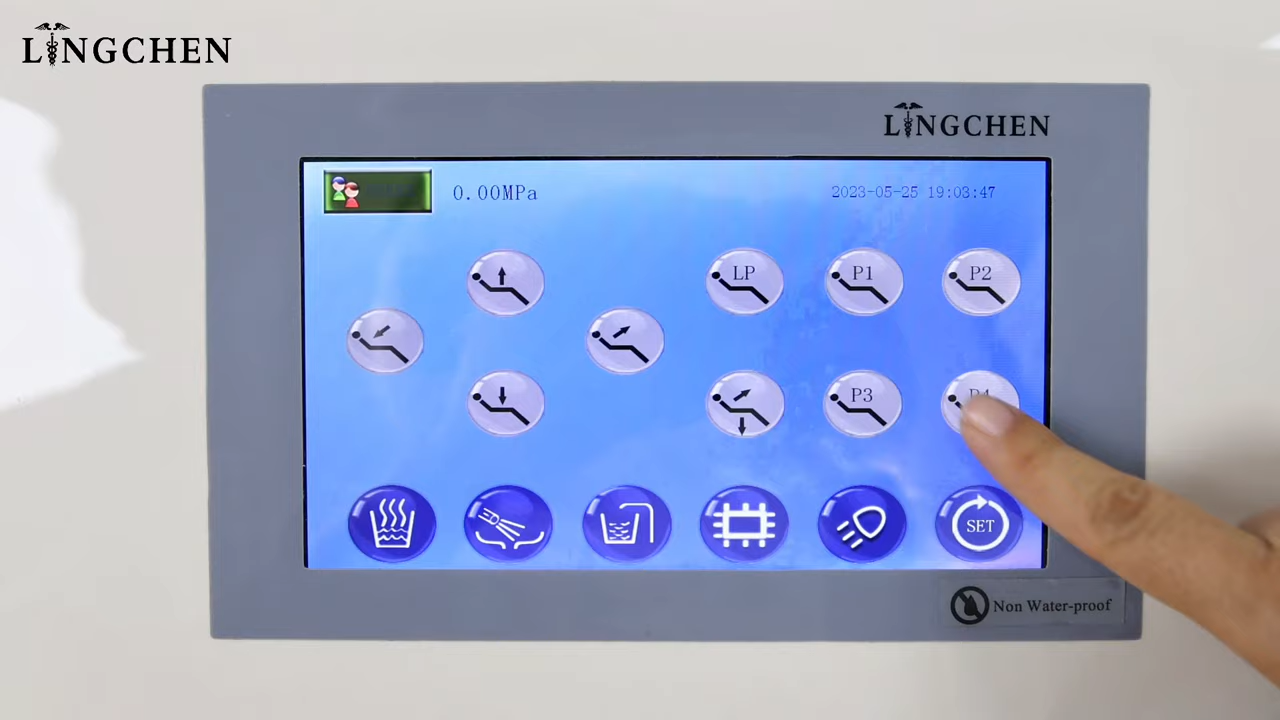 LINGCHEN
LINGCHEN
0.00MPa
2023-05-25 19:03:47
LP
P1
P2
P3
P4
SET
Non Water-proof